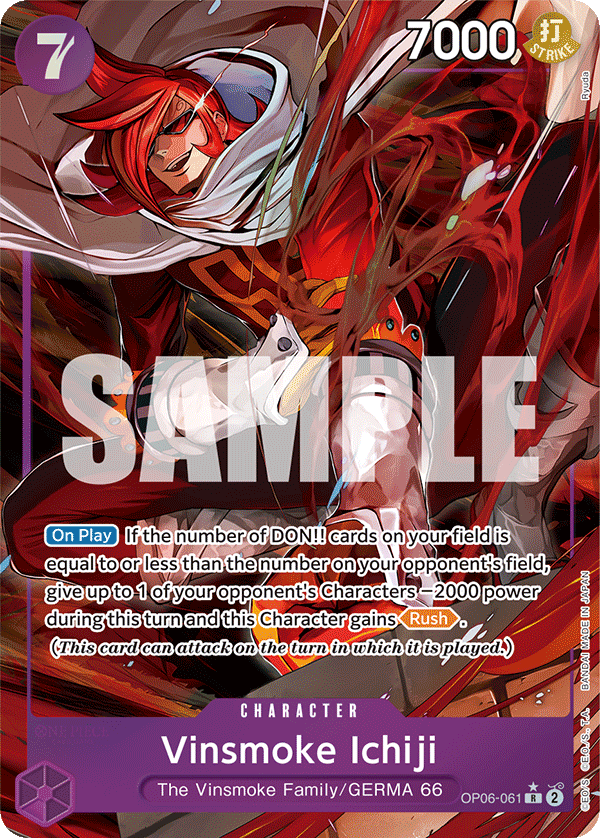 7
7000
打
STRIKE
Ryuda
SAMPLE
On Play If the number of DON!! cards on your field is
equal to or less than the number on your opponent's field,
give up to 1 of your opponent's Characters −2000 power
during this turn and this Character gains Rush.
(This card can attack on the turn in which it is played.)
CHARACTER
Vinsmoke Ichiji
The Vinsmoke Family/GERMA 66
OP06-061 R 2
©EO/S., ©E.O./S., T.A. BANDAI MADE IN JAPAN